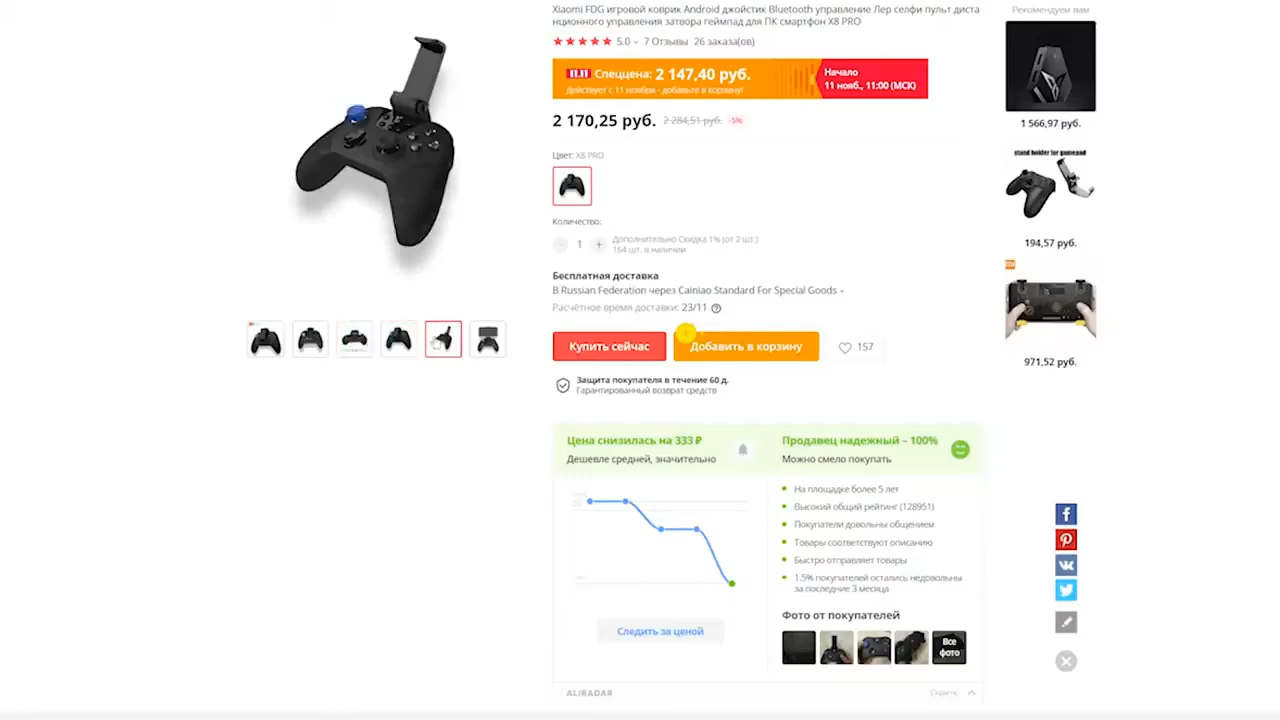 Xiaomi FDG игровой коврик Android джойстик Bluetooth управление Лер селфи пульт диста
нционного управления затвора геймпад для ПК смартфон X8 PRO
5.0
7 Отзывы
26 заказа(ов)
11.11
Спеццена: 2 147,40 руб.
Действует с 11 ноября - добавьте в корзину!
Начало
11 нояб., 11:00 (МСК)
2 170,25 руб.
2 284,51 руб.
-5%
Цвет: X8 PRO
Количество:
1
+
Дополнительно Скидка 1% (от 2 шт.)
164 шт. в наличии
Бесплатная доставка
В Russian Federation через Cainiao Standard For Special Goods
Расчётное время доставки: 23/11
Купить сейчас
Добавить в корзину
157
Защита покупателя в течение 60 д.
Гарантированный возврат средств
Цена снизилась на 333 ₽
Дешевле средней, значительно
Следить за ценой
Продавец надежный – 100%
Можно смело покупать
На площадке более 5 лет
Высокий общий рейтинг (128951)
Покупатели довольны общением
Товары соответствуют описанию
Быстро отправляет товары
1.5% покупателей остались недовольны
за последние 3 месяца
Фото от покупателей
Все
фото
ALIRADAR
Скрыть
Рекомендуем вам
1 566,97 руб.
stand holder for gamepad
194,57 руб.
971,52 руб.